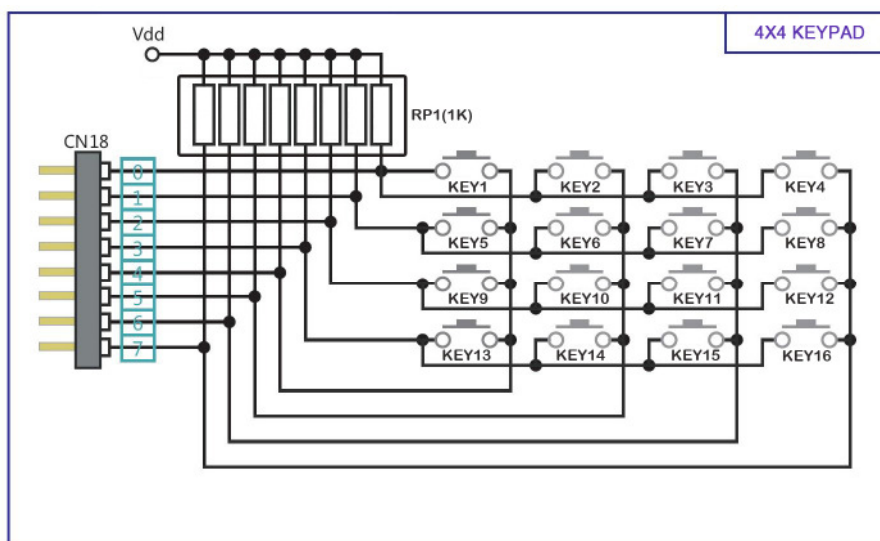 4X4 KEYPAD
Vdd
RP1(1K)
CN18
0
1
2
3
4
5
6
7
KEY1 KEY2 KEY3 KEY4
KEY5 KEY6 KEY7 KEY8
KEY9 KEY10 KEY11 KEY12
KEY13 KEY14 KEY15 KEY16